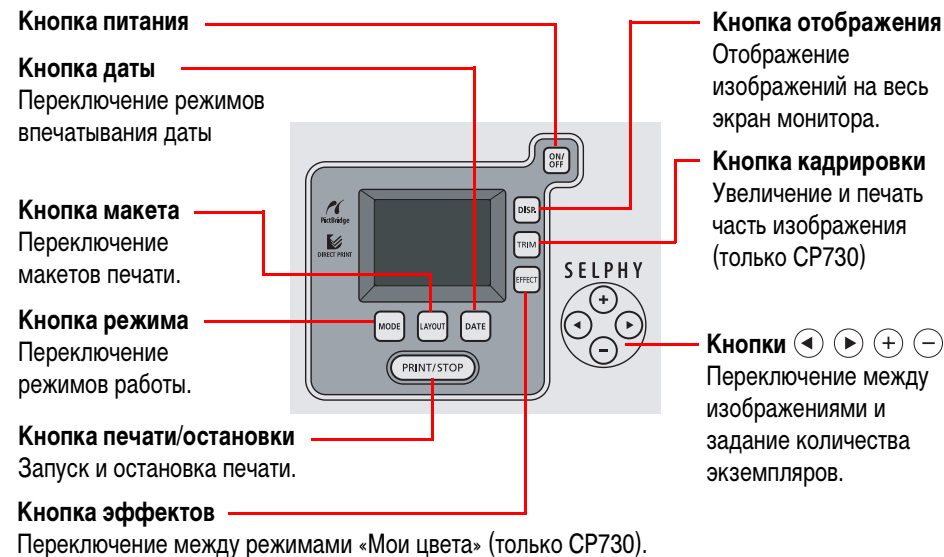 Кнопка питания
Кнопка даты
Переключение режимов
впечатывания даты
Кнопка макета
Переключение
макетов печати.
Кнопка режима
Переключение
режимов работы.
Кнопка печати/остановки
Запуск и остановка печати.
Кнопка эффектов
Переключение между режимами «Мои цвета» (только CP730).
ON/
OFF
PictBridge
DIRECT PRINT
DISP.
TRIM
EFFECT
MODE
LAYOUT
DATE
PRINT/STOP
SELPHY
+
−
Кнопка отображения
Отображение
изображений на весь
экран монитора.
Кнопка кадрировки
Увеличение и печать
часть изображения
(только CP730)
Кнопки ◀ ▶ + −
Переключение между
изображениями и
задание количества
экземпляров.